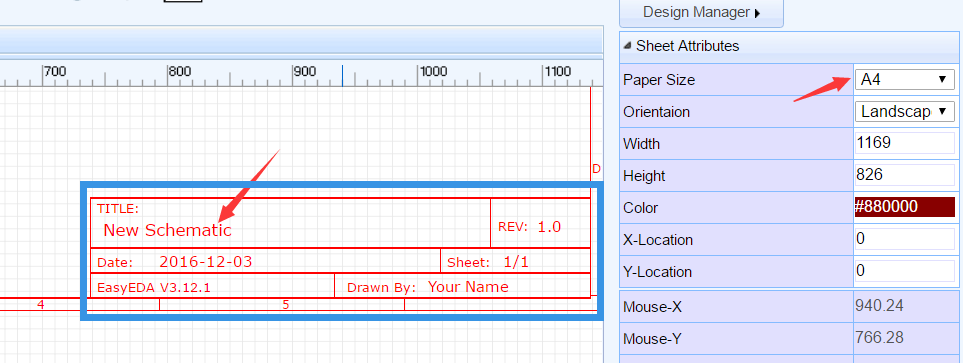 Design Manager
Sheet Attributes
700 800 900 1000 1100
Paper Size A4
Orientaion Landscap
Width 1169
Height 826
Color #880000
X-Location 0
Y-Location 0
Mouse-X 940.24
Mouse-Y 766.28
D
TITLE:
New Schematic
REV: 1.0
Date: 2016-12-03
Sheet: 1/1
EasyEDA V3.12.1
Drawn By: Your Name
4 5